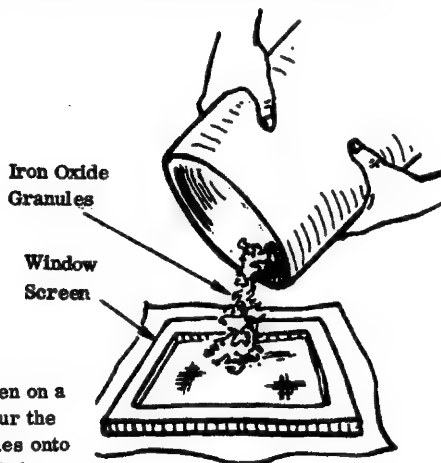 Iron Oxide
Granules
Window
Screen
en on a
ur the
es onto